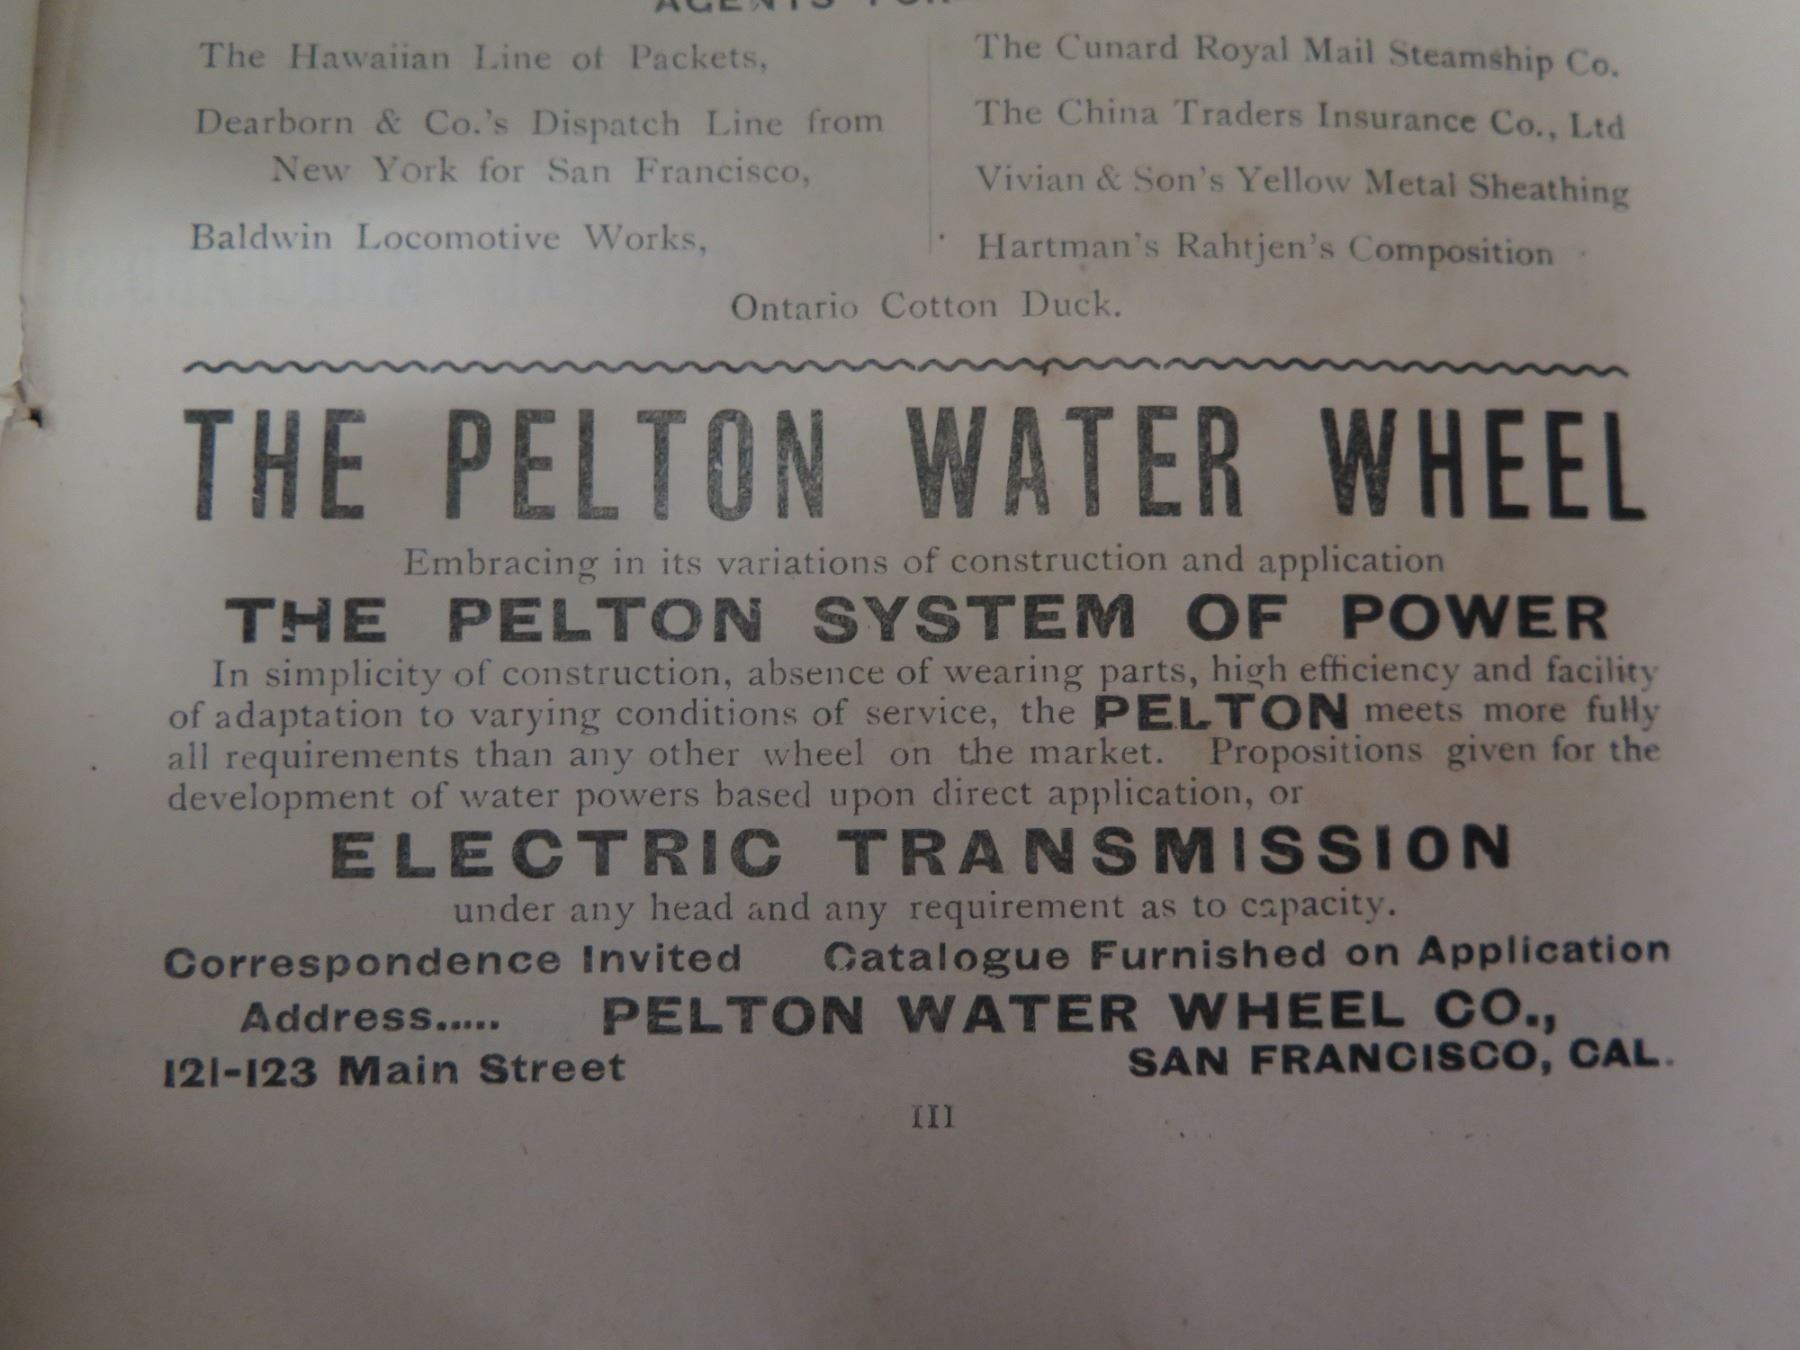 AGENTS FOR
The Hawaiian Line of Packets,
Dearborn & Co.'s Dispatch Line from
New York for San Francisco,
Baldwin Locomotive Works,
The Cunard Royal Mail Steamship Co.
The China Traders Insurance Co., Ltd
Vivian & Son's Yellow Metal Sheathing
Hartman's Rahtjen's Composition
Ontario Cotton Duck.
THE PELTON WATER WHEEL
Embracing in its variations of construction and application
THE PELTON SYSTEM OF POWER
In simplicity of construction, absence of wearing parts, high efficiency and facility
of adaptation to varying conditions of service, the PELTON meets more fully
all requirements than any other wheel on the market. Propositions given for the
development of water powers based upon direct application, or
ELECTRIC TRANSMISSION
under any head and any requirement as to capacity.
Correspondence Invited Catalogue Furnished on Application
Address..... PELTON WATER WHEEL CO.,
121-123 Main Street SAN FRANCISCO, CAL.
III